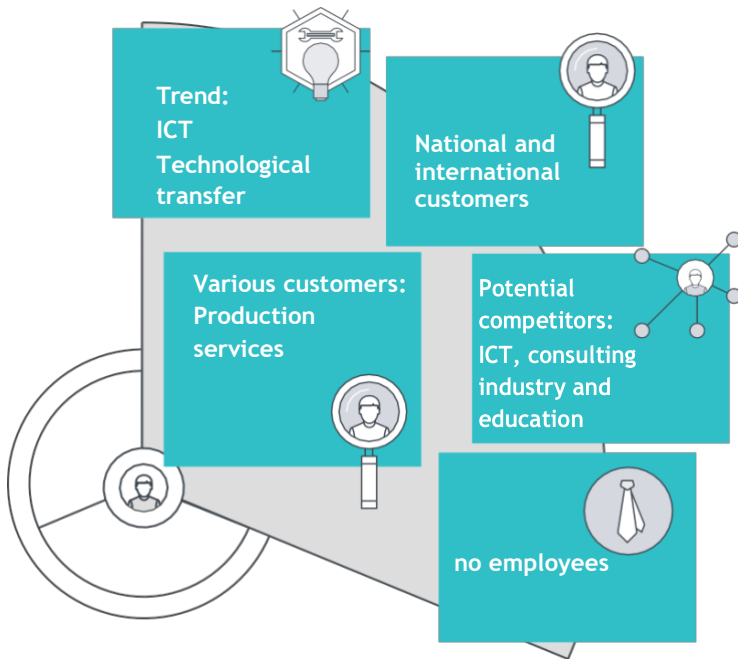 Trend:
ICT
Technological
transfer
National and
international
customers
Various customers:
Production
services
Potential
competitors:
ICT, consulting
industry and
education
no employees